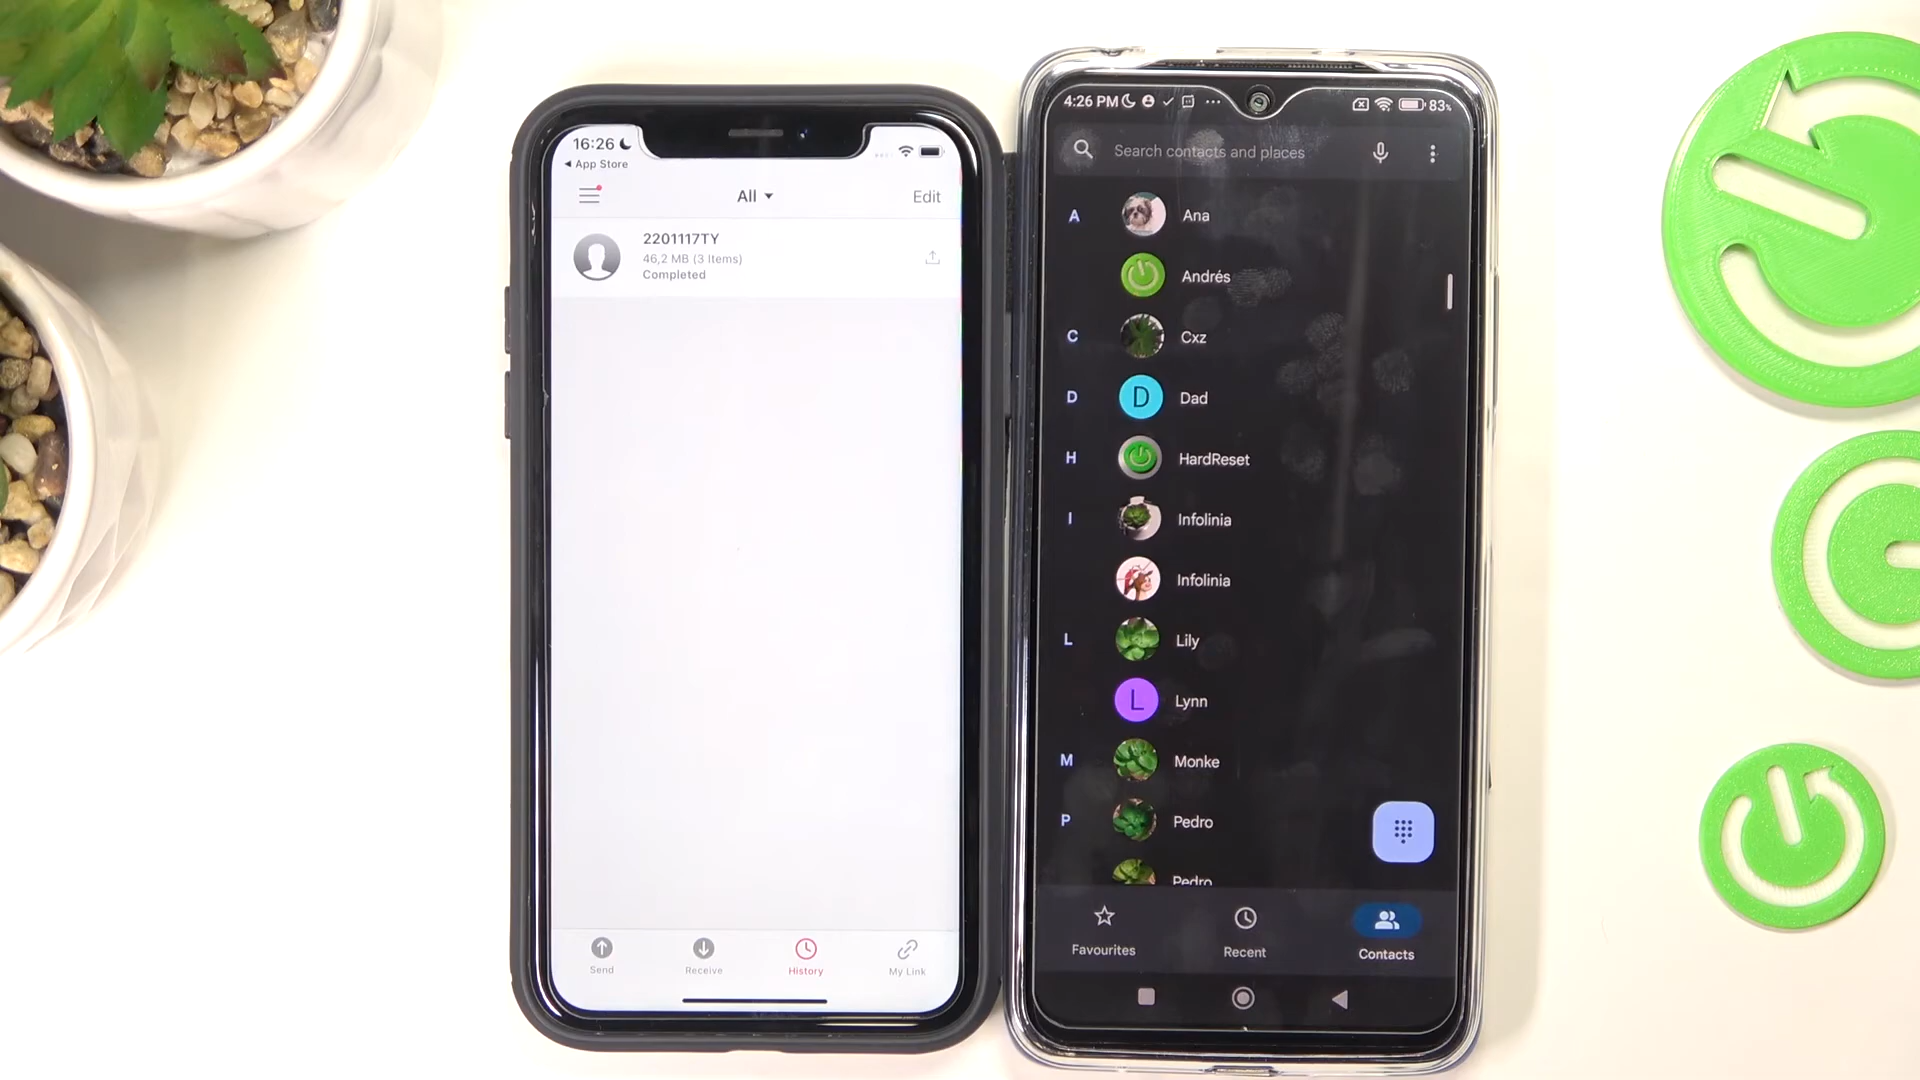 16:26
App Store
All
Edit
2201117TY
46,2 MB (3 Items)
Completed
Send
Receive
History
My Link
4:26 PM
83%
Search contacts and places
A
Ana
Andrés
C
Cxz
D
D
Dad
H
HardReset
I
Infolinia
Infolinia
L
Lily
L
Lynn
M
Monke
P
Pedro
Pedro
Favourites
Recent
Contacts